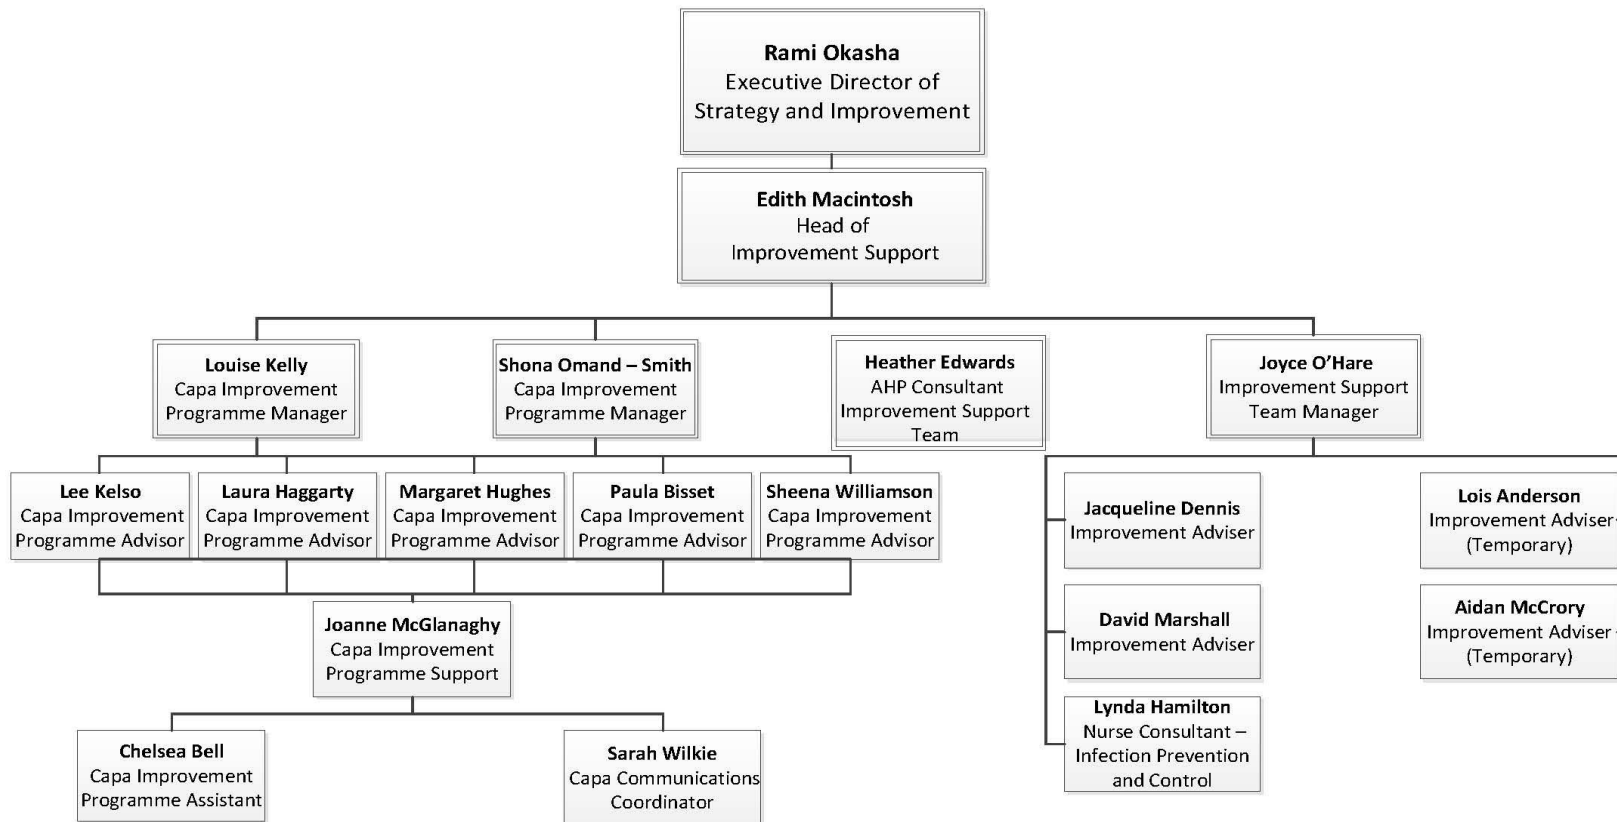 Rami Okasha
Executive Director of
Strategy and Improvement
Edith Macintosh
Head of
Improvement Support
Louise Kelly
Capa Improvement
Programme Manager
Shona Omand – Smith
Capa Improvement
Programme Manager
Heather Edwards
AHP Consultant
Improvement Support
Team
Joyce O'Hare
Improvement Support
Team Manager
Lee Kelso
Capa Improvement
Programme Advisor
Laura Haggarty
Capa Improvement
Programme Advisor
Margaret Hughes
Capa Improvement
Programme Advisor
Paula Bisset
Capa Improvement
Programme Advisor
Sheena Williamson
Capa Improvement
Programme Advisor
Jacqueline Dennis
Improvement Adviser
Lois Anderson
Improvement Adviser
(Temporary)
Joanne McGlanaghy
Capa Improvement
Programme Support
David Marshall
Improvement Adviser
Aidan McCrory
Improvement Adviser
(Temporary)
Chelsea Bell
Capa Improvement
Programme Assistant
Sarah Wilkie
Capa Communications
Coordinator
Lynda Hamilton
Nurse Consultant –
Infection Prevention
and Control